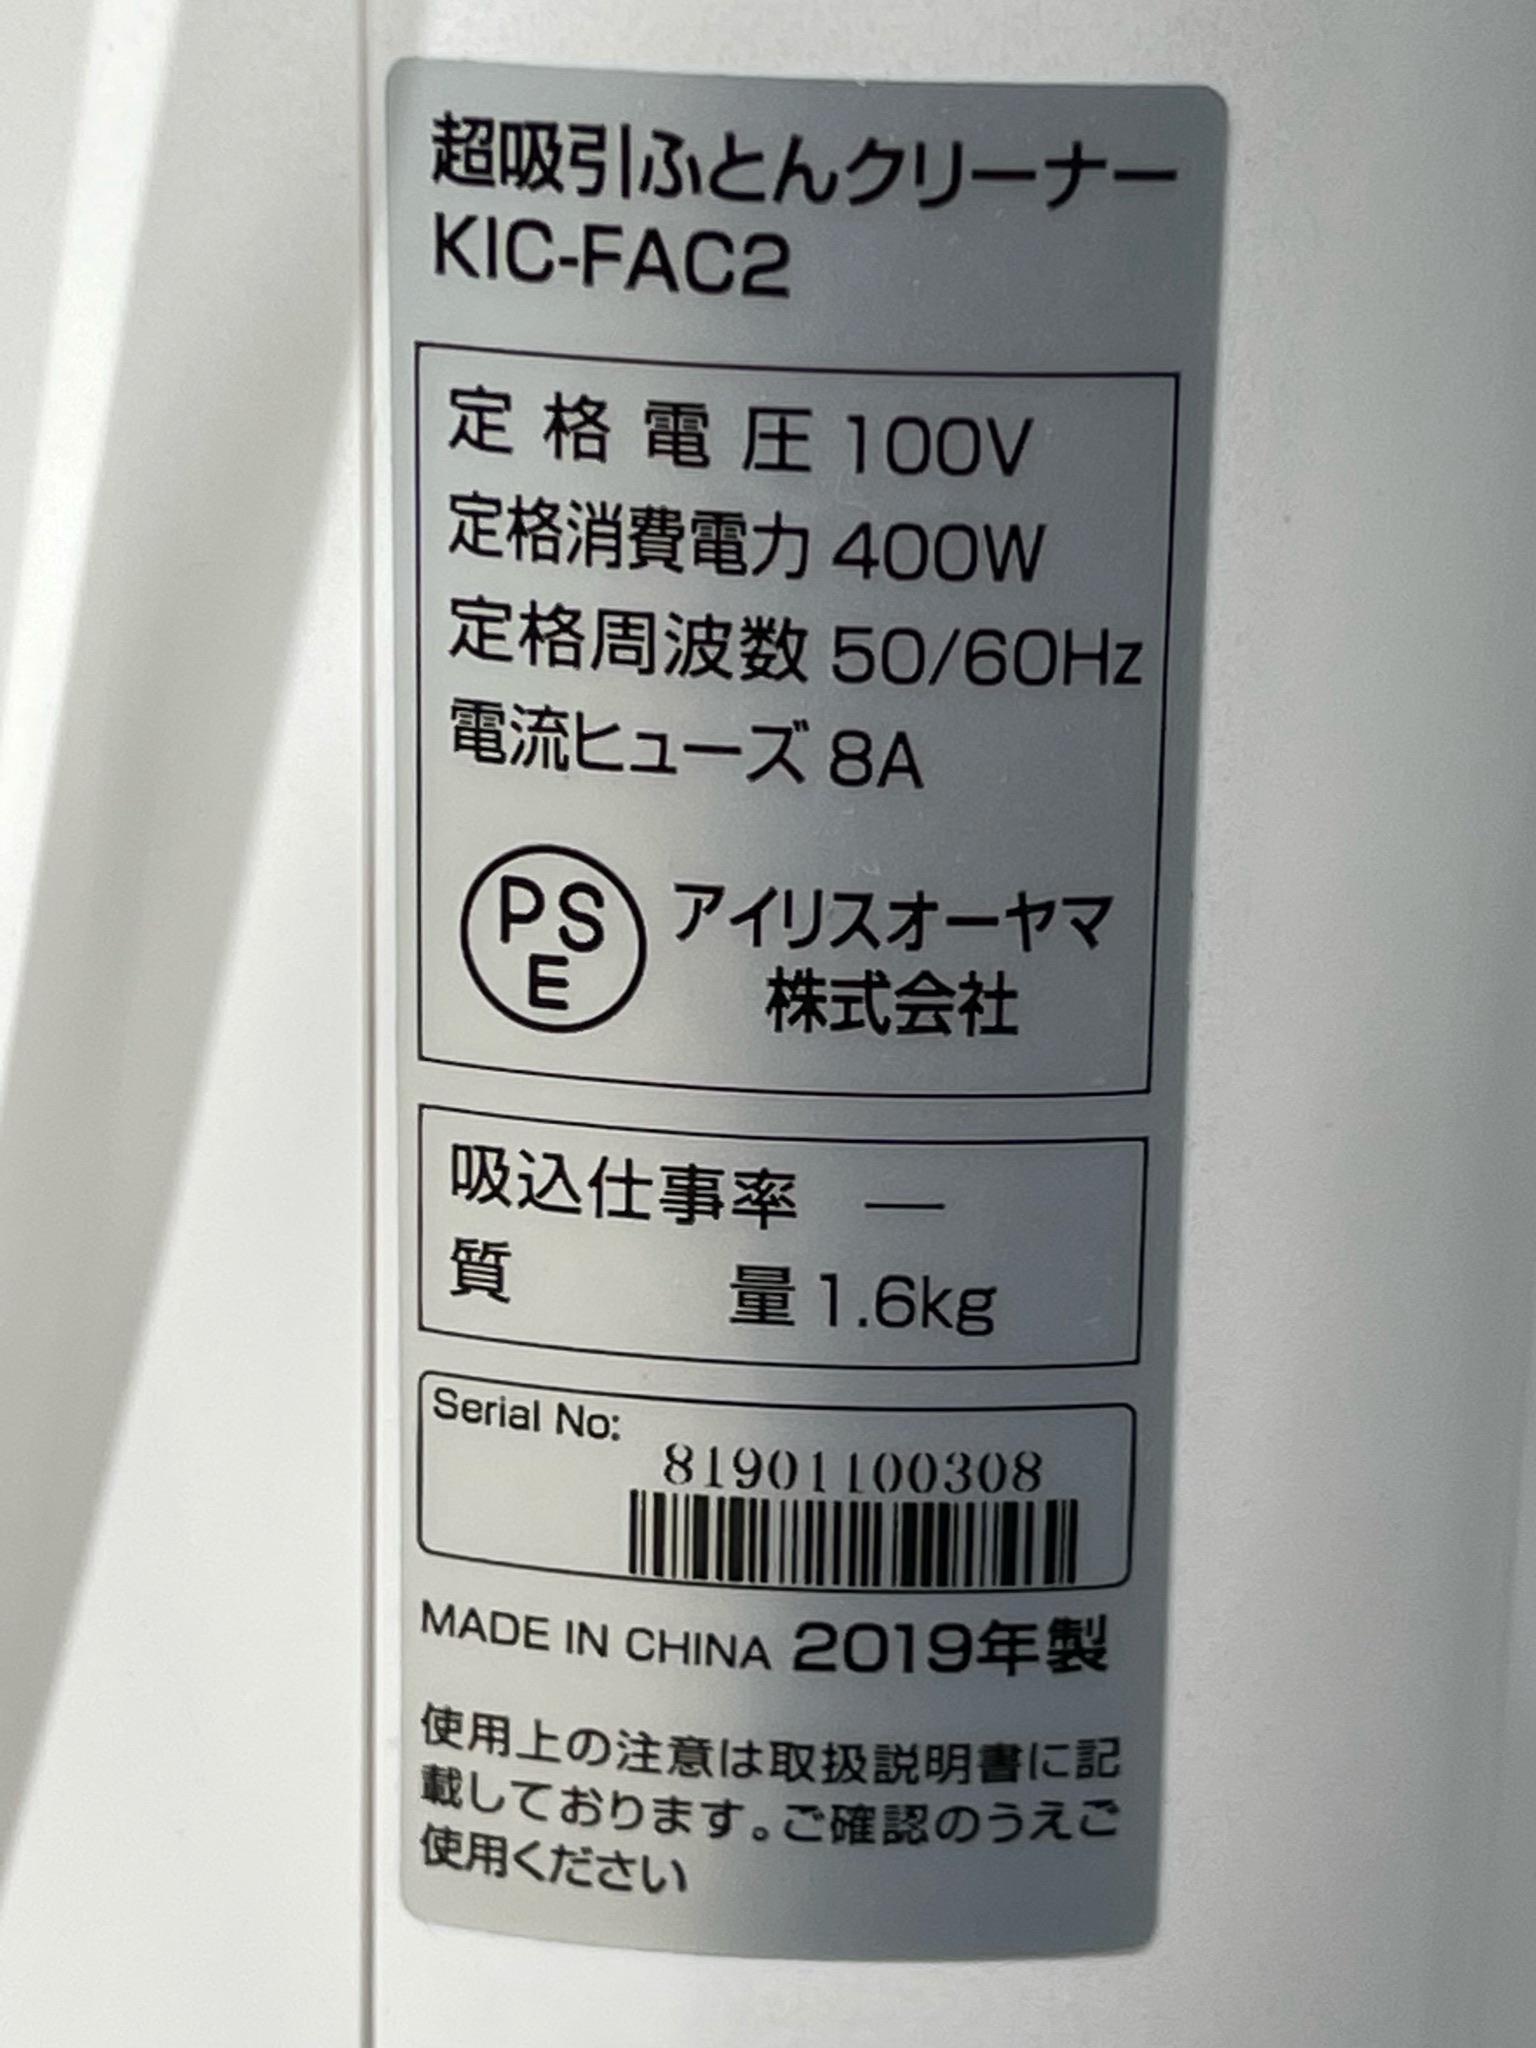 超吸引ふとんクリーナー
KIC-FAC2
定格電圧 100V
定格消費電力 400W
定格周波数 50/60Hz
電流ヒューズ 8A
PS
E
アイリスオーヤマ
株式会社
吸込仕事率 —
質量 1.6kg
Serial No:
81901100308
MADE IN CHINA 2019年製
使用上の注意は取扱説明書に記
載しております。ご確認のうえご
使用ください